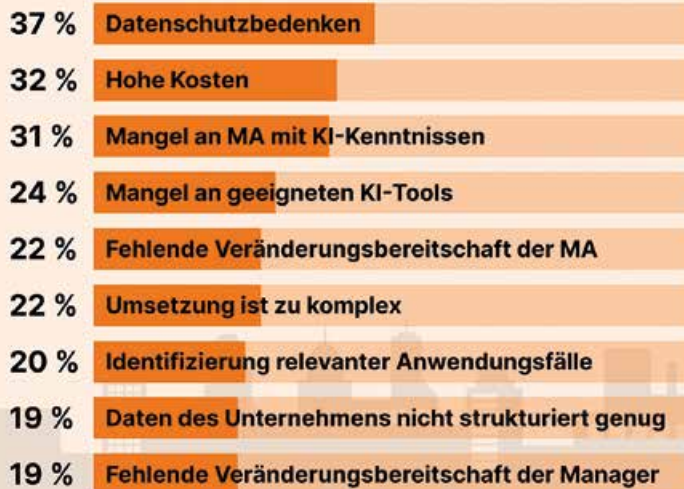 37 % Datenschutzbedenken
32 % Hohe Kosten
31 % Mangel an MA mit KI-Kenntnissen
24 % Mangel an geeigneten KI-Tools
22 % Fehlende Veränderungsbereitschaft der MA
22 % Umsetzung ist zu komplex
20 % Identifizierung relevanter Anwendungsfälle
19 % Daten des Unternehmens nicht strukturiert genug
19 % Fehlende Veränderungsbereitschaft der Manager